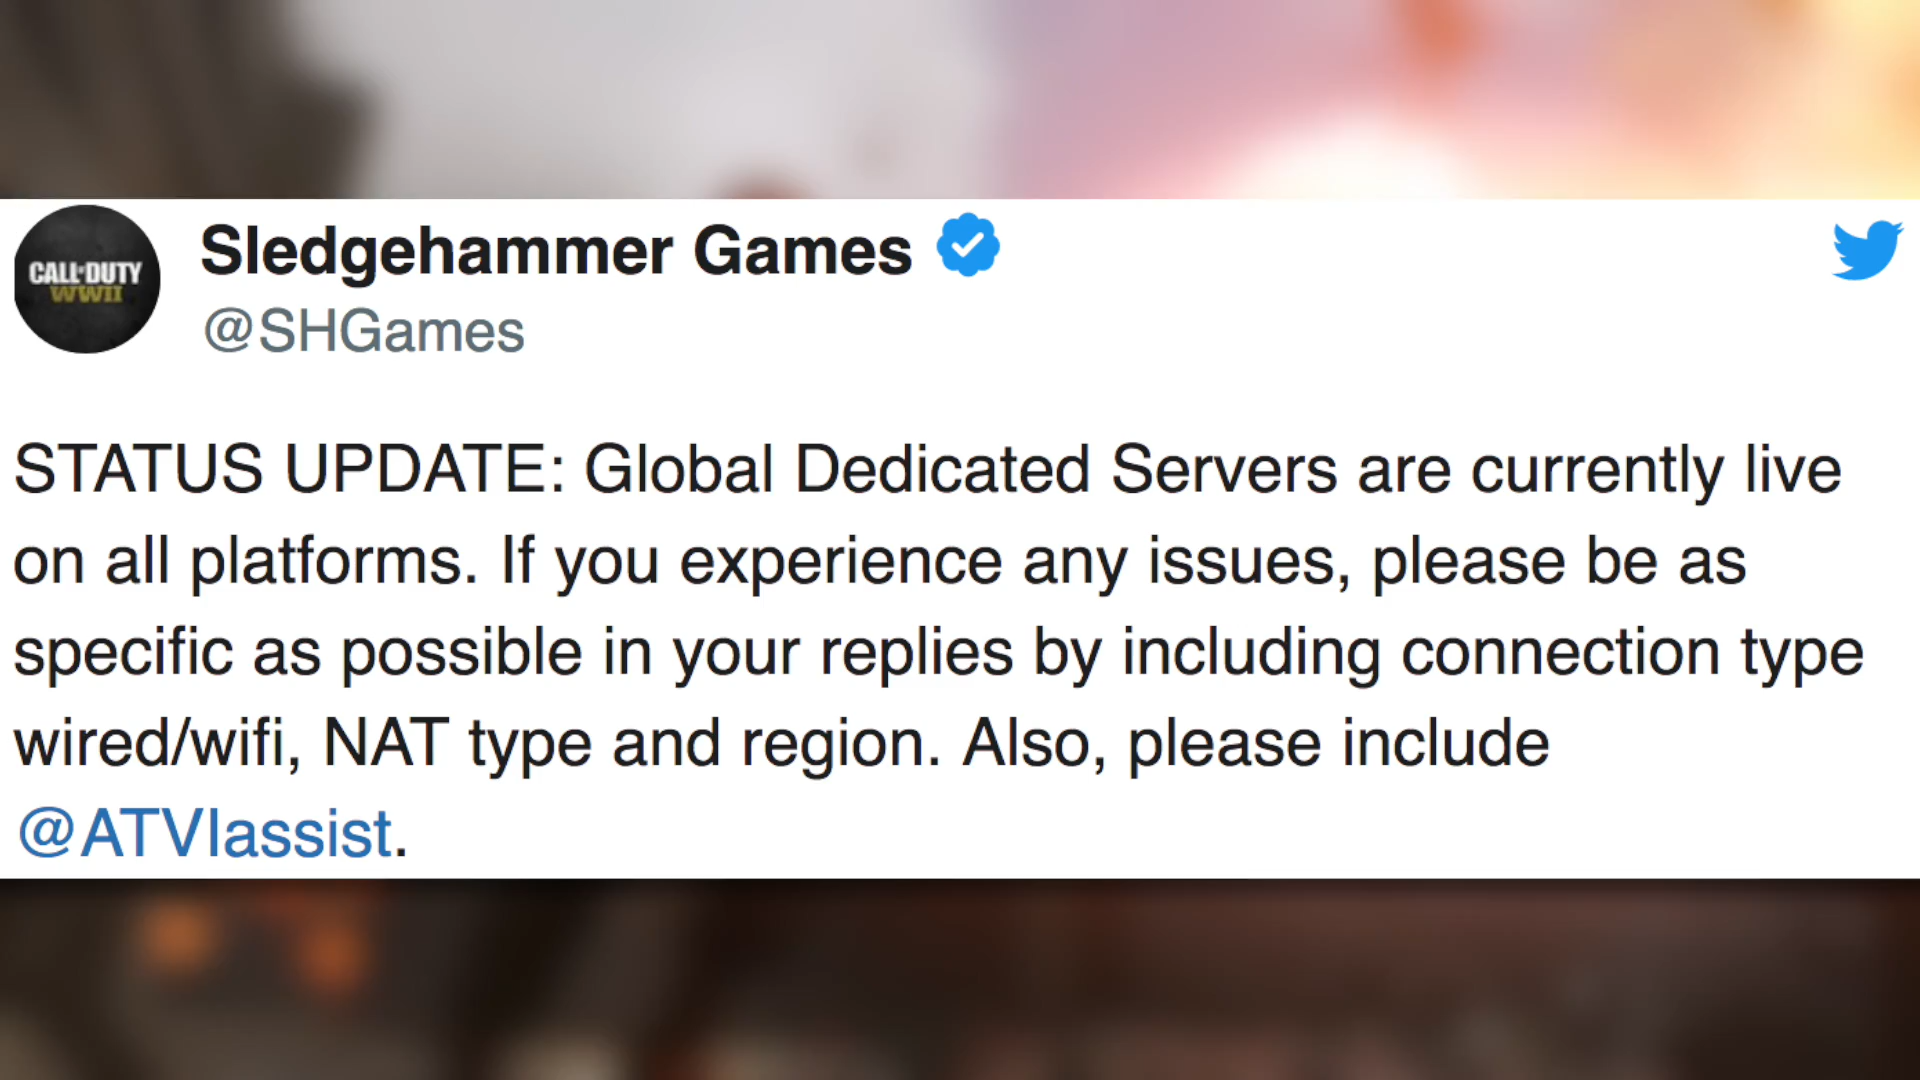 CALL OF DUTY
WWII
Sledgehammer Games
@SHGames
STATUS UPDATE: Global Dedicated Servers are currently live
on all platforms. If you experience any issues, please be as
specific as possible in your replies by including connection type
wired/wifi, NAT type and region. Also, please include
@ATVIassist.